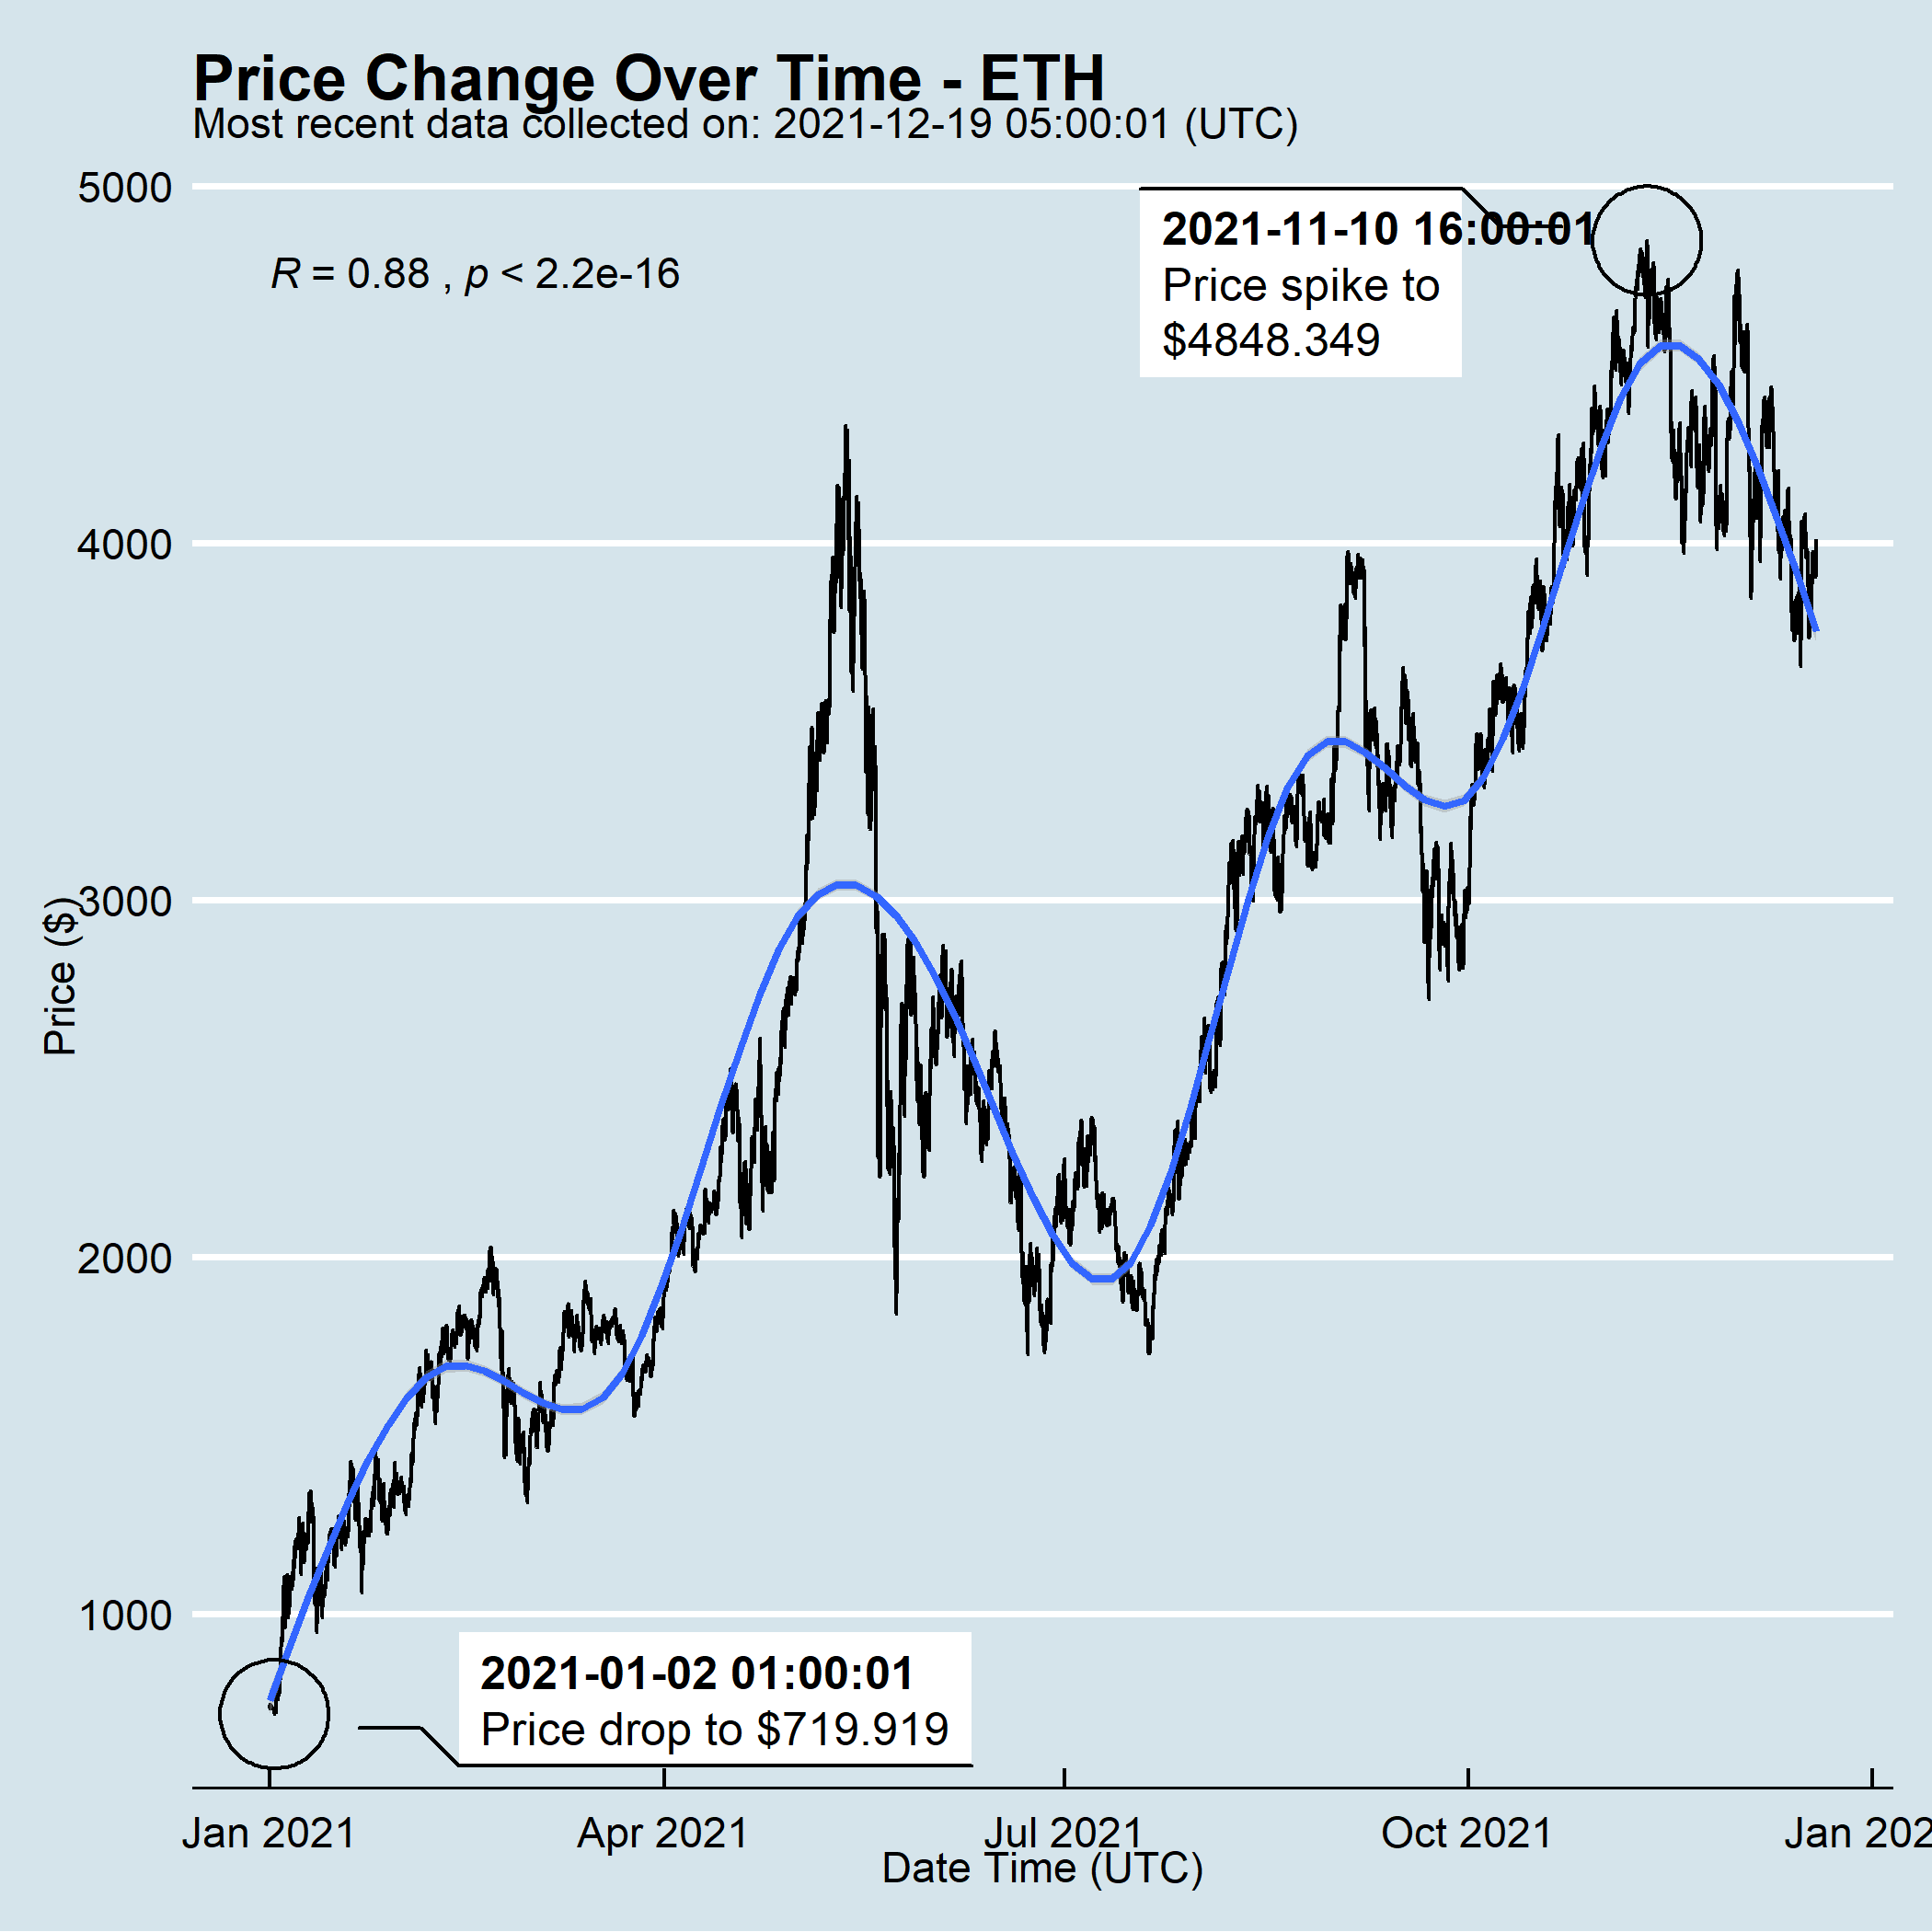 Price Change Over Time - ETH
Most recent data collected on: 2021-12-19 05:00:01 (UTC)
5000
4000
3000
2000
1000
Price ($)
R = 0.88 , p < 2.2e-16
2021-11-10 16:00:01
Price spike to
$4848.349
2021-01-02 01:00:01
Price drop to $719.919
Jan 2021
Apr 2021
Jul 2021
Oct 2021
Jan 202
Date Time (UTC)